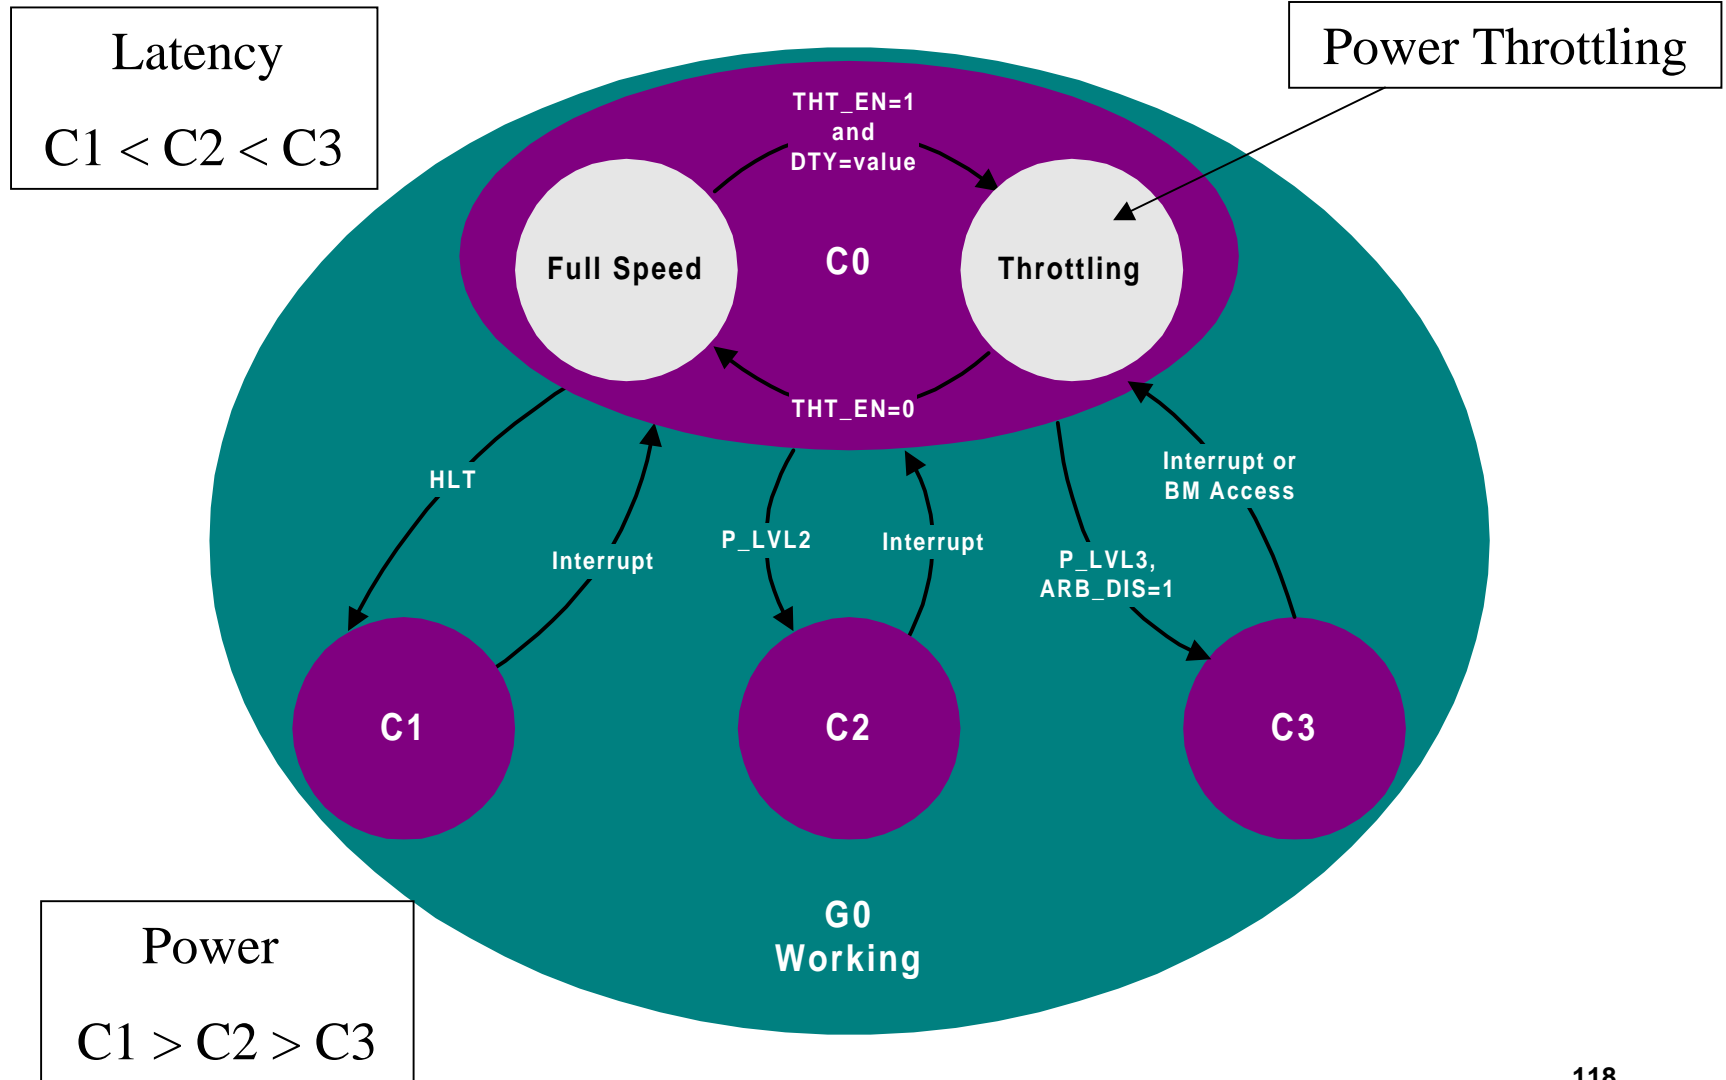 Latency
C1 < C2 < C3
Power Throttling
THT_EN=1
and
DTY=value
Full Speed
C0
Throttling
THT_EN=0
HLT
Interrupt
P_LVL2
Interrupt
Interrupt or
BM Access
P_LVL3,
ARB_DIS=1
C1
C2
C3
G0
Working
Power
C1 > C2 > C3
118